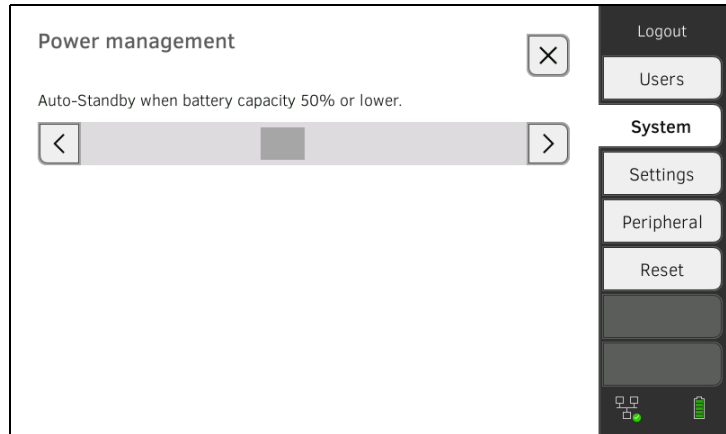 Power management
Auto-Standby when battery capacity 50% or lower.
Logout
Users
System
Settings
Peripheral
Reset